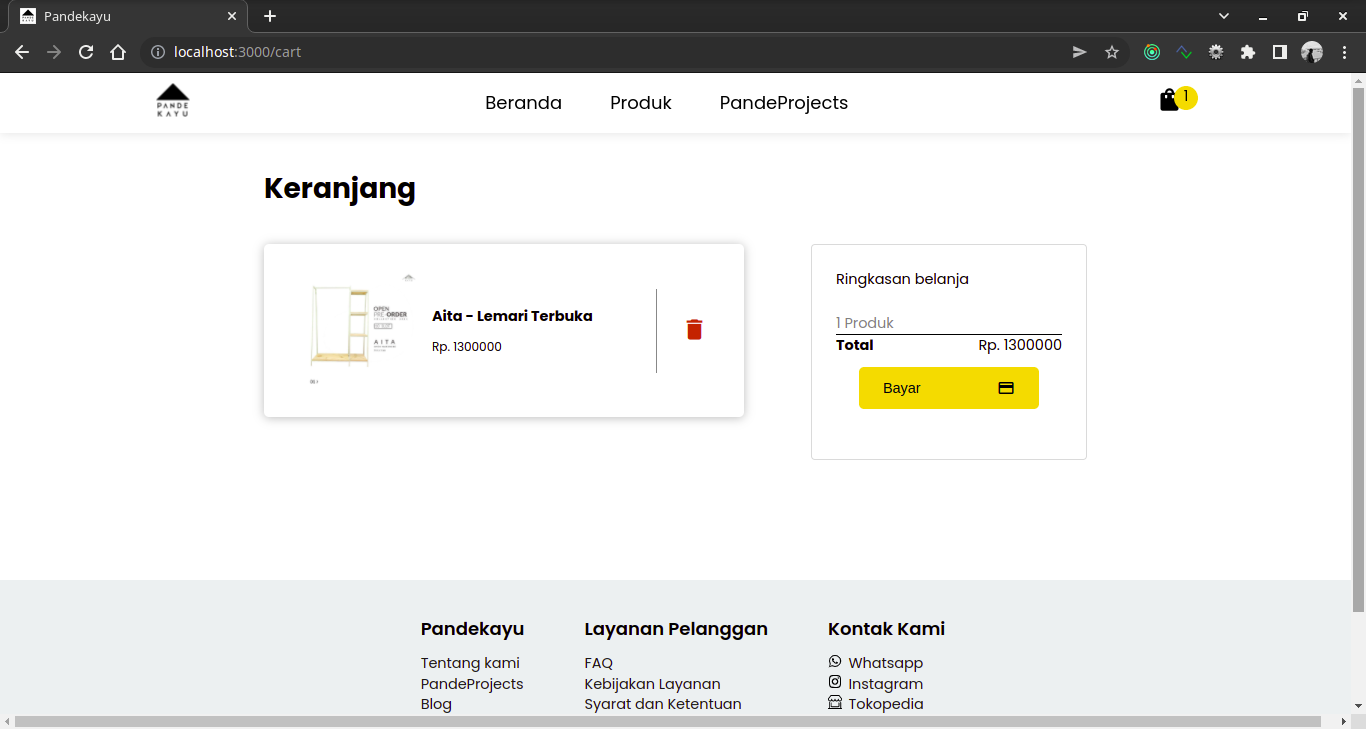 Pandekayu
localhost:3000/cart
PANDE
KAYU
Beranda
Produk
PandeProjects
1
Keranjang
OPEN
PRE ORDER
AITA
Aita - Lemari Terbuka
Rp. 1300000
Ringkasan belanja
1 Produk
Total Rp. 1300000
Bayar
Pandekayu
Tentang kami
PandeProjects
Blog
Layanan Pelanggan
FAQ
Kebijakan Layanan
Syarat dan Ketentuan
Kontak Kami
Whatsapp
Instagram
Tokopedia